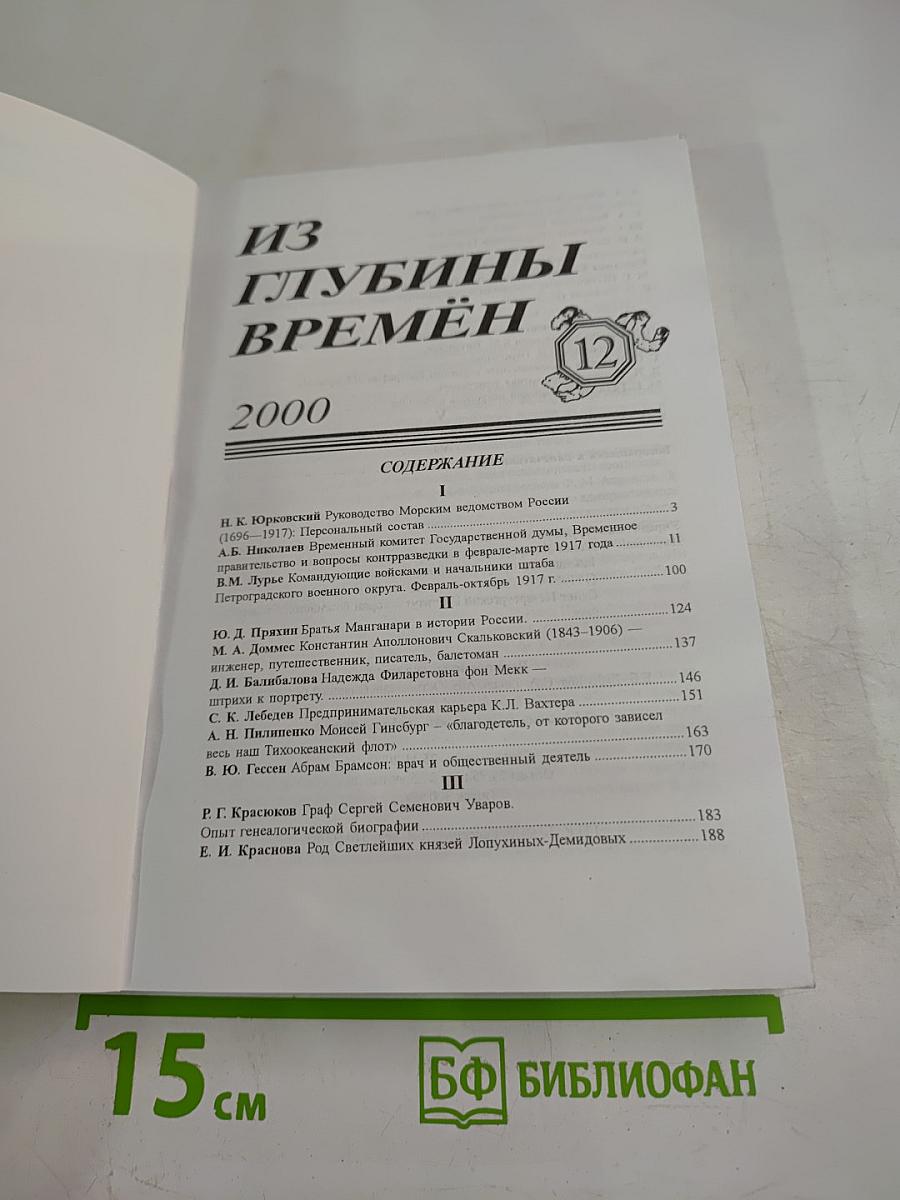 ИЗ
ГЛУБИНЫ
ВРЕМЁН
12
2000
СОДЕРЖАНИЕ
I
Н. К. Юрковский Руководство Морским ведомством России
(1696—1917): Персональный состав ........ 3
А.Б. Николаев Временный комитет Государственной думы, Временное
правительство и вопросы контрразведки в феврале-марте 1917 года ........ 11
В.М. Лурье Командующие войсками и начальники штаба
Петроградского военного округа. Февраль-октябрь 1917 г. ........ 100
II
Ю. Д. Пряхин Братья Манганари в истории России. ........ 124
М. А. Доммес Константин Аполлонович Скальковский (1843–1906) —
инженер, путешественник, писатель, балетоман ........ 137
Д. И. Балибалова Надежда Филаретовна фон Мекк —
штрихи к портрету. ........ 146
С. К. Лебедев Предпринимательская карьера К.Л. Вахтера ........ 151
А. Н. Пилипенко Моисей Гинсбург – «благодетель, от которого зависел
весь наш Тихоокеанский флот» ........ 163
В. Ю. Гессен Абрам Брамсон: врач и общественный деятель ........ 170
III
Р. Г. Красюков Граф Сергей Семенович Уваров.
Опыт генеалогической биографии ........ 183
Е. И. Краснова Род Светлейших князей Лопухиных-Демидовых ........ 188
15 см
БФ БИБЛИОФАН